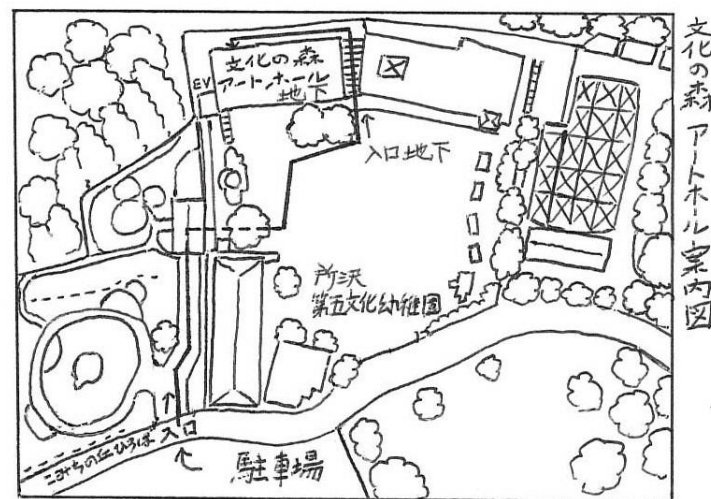 文化の森 アートホール案内図
文化の森
アートホール
地下
EV
入口地下
所沢
第五文化幼稚園
入口
こみちの丘ひろば
駐車場